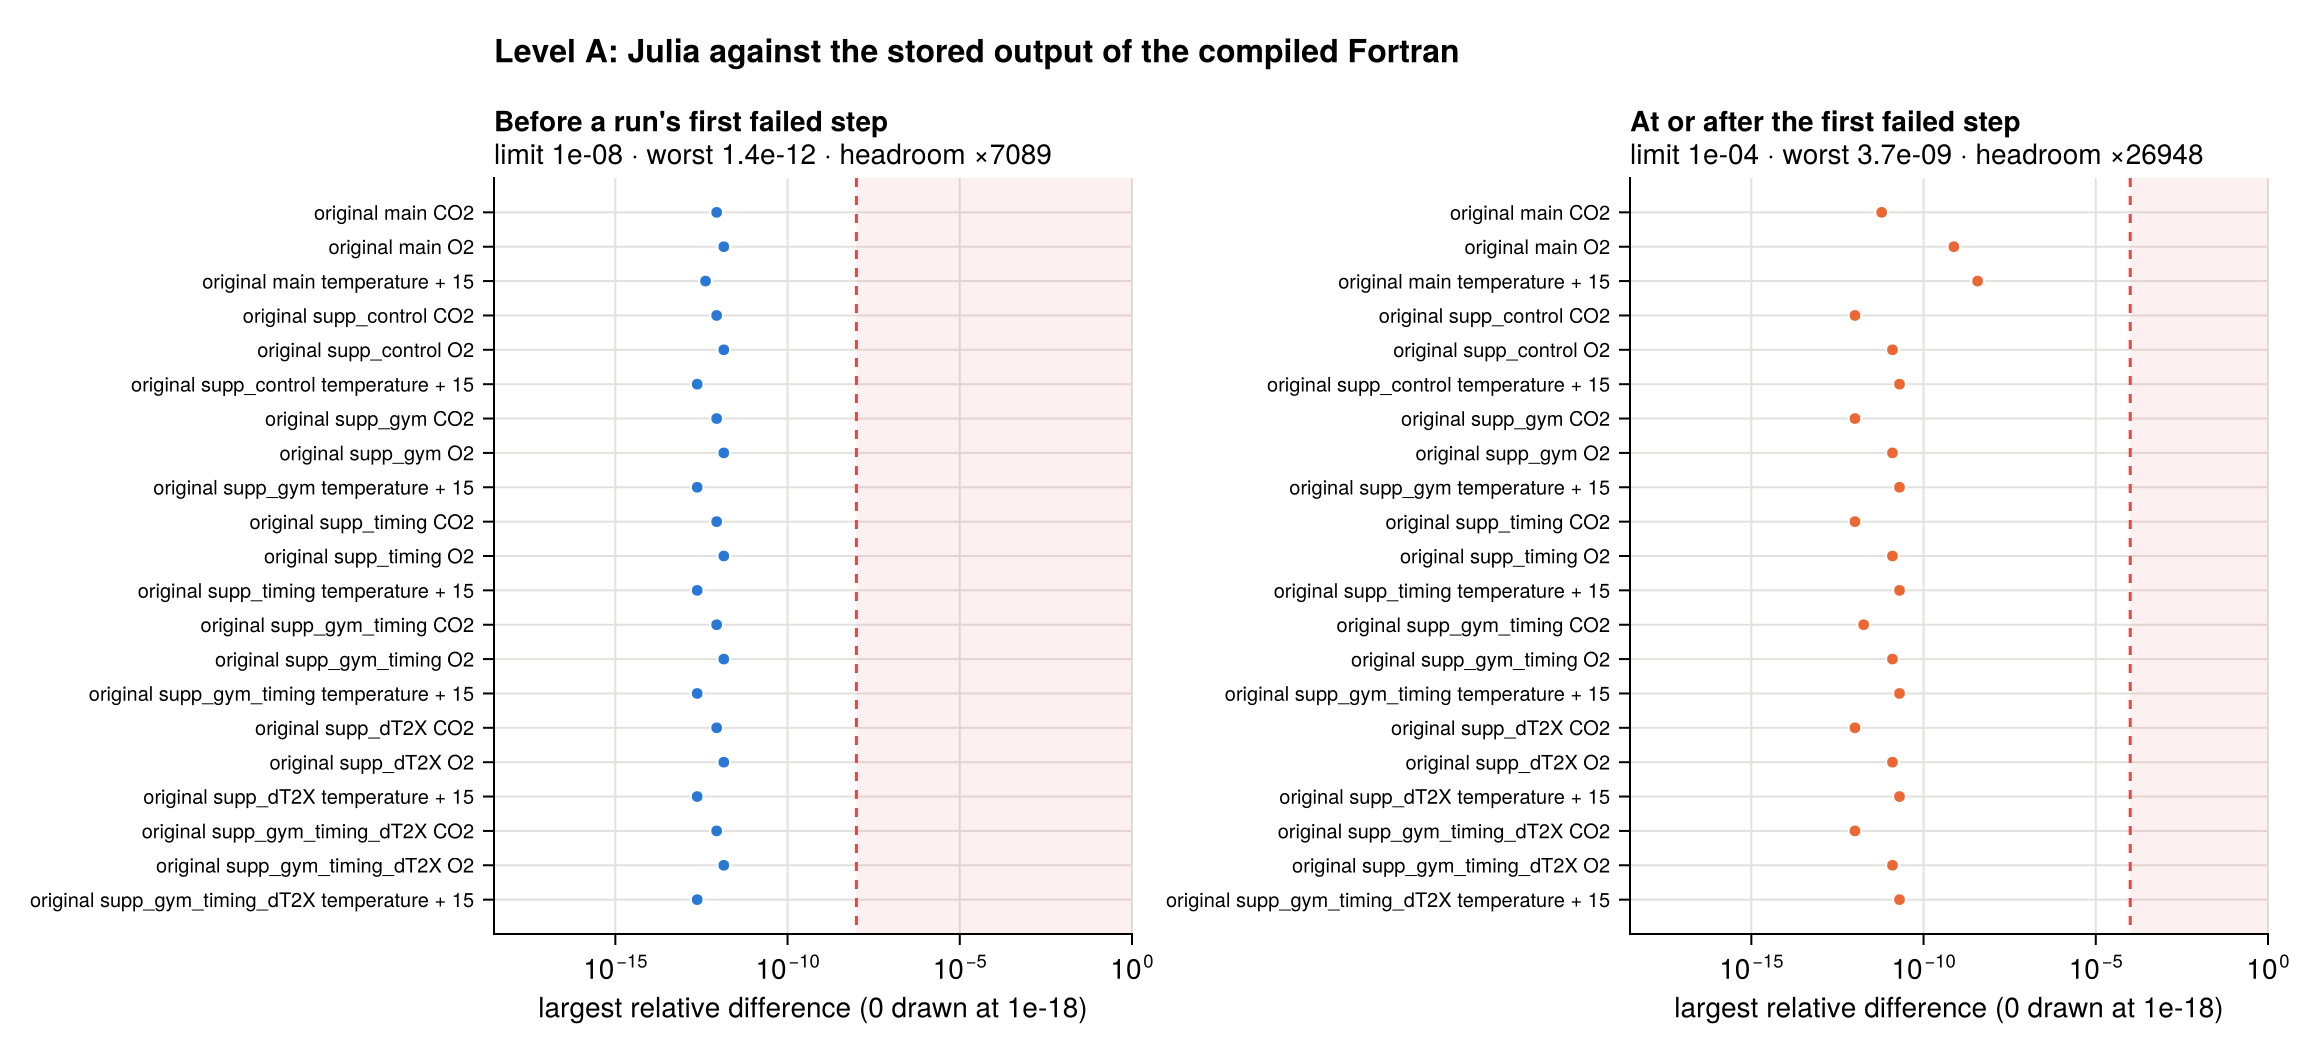 Level A: Julia against the stored output of the compiled Fortran
Before a run's first failed step
limit 1e-08 · worst 1.4e-12 · headroom ×7089
original main CO2
original main O2
original main temperature + 15
original supp_control CO2
original supp_control O2
original supp_control temperature + 15
original supp_gym CO2
original supp_gym O2
original supp_gym temperature + 15
original supp_timing CO2
original supp_timing O2
original supp_timing temperature + 15
original supp_gym_timing CO2
original supp_gym_timing O2
original supp_gym_timing temperature + 15
original supp_dT2X CO2
original supp_dT2X O2
original supp_dT2X temperature + 15
original supp_gym_timing_dT2X CO2
original supp_gym_timing_dT2X O2
original supp_gym_timing_dT2X temperature + 15
10⁻¹⁵ 10⁻¹⁰ 10⁻⁵ 10⁰
largest relative difference (0 drawn at 1e-18)
At or after the first failed step
limit 1e-04 · worst 3.7e-09 · headroom ×26948
original main CO2
original main O2
original main temperature + 15
original supp_control CO2
original supp_control O2
original supp_control temperature + 15
original supp_gym CO2
original supp_gym O2
original supp_gym temperature + 15
original supp_timing CO2
original supp_timing O2
original supp_timing temperature + 15
original supp_gym_timing CO2
original supp_gym_timing O2
original supp_gym_timing temperature + 15
original supp_dT2X CO2
original supp_dT2X O2
original supp_dT2X temperature + 15
original supp_gym_timing_dT2X CO2
original supp_gym_timing_dT2X O2
original supp_gym_timing_dT2X temperature + 15
10⁻¹⁵ 10⁻¹⁰ 10⁻⁵ 10⁰
largest relative difference (0 drawn at 1e-18)